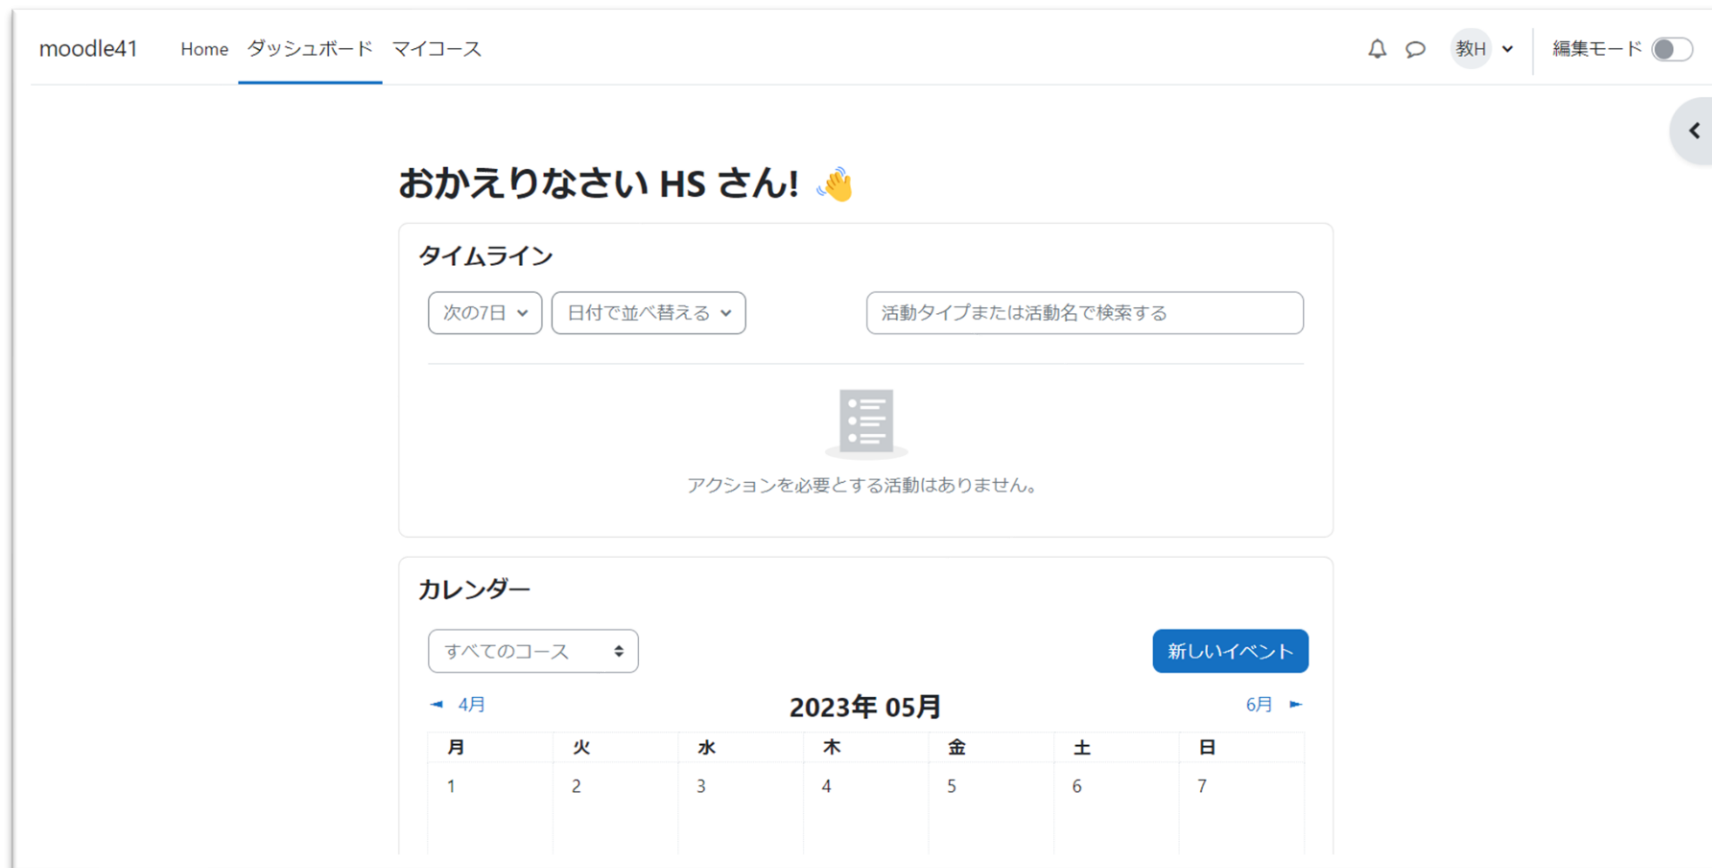 moodle41 Home ダッシュボード マイコース 教H 編集モード
おかえりなさい HS さん! 👋
タイムライン
次の7日 日付で並べ替える 活動タイプまたは活動名で検索する
アクションを必要とする活動はありません。
カレンダー
すべてのコース 新しいイベント
◄ 4月 2023年 05月 6月 ►
月 火 水 木 金 土 日
1 2 3 4 5 6 7